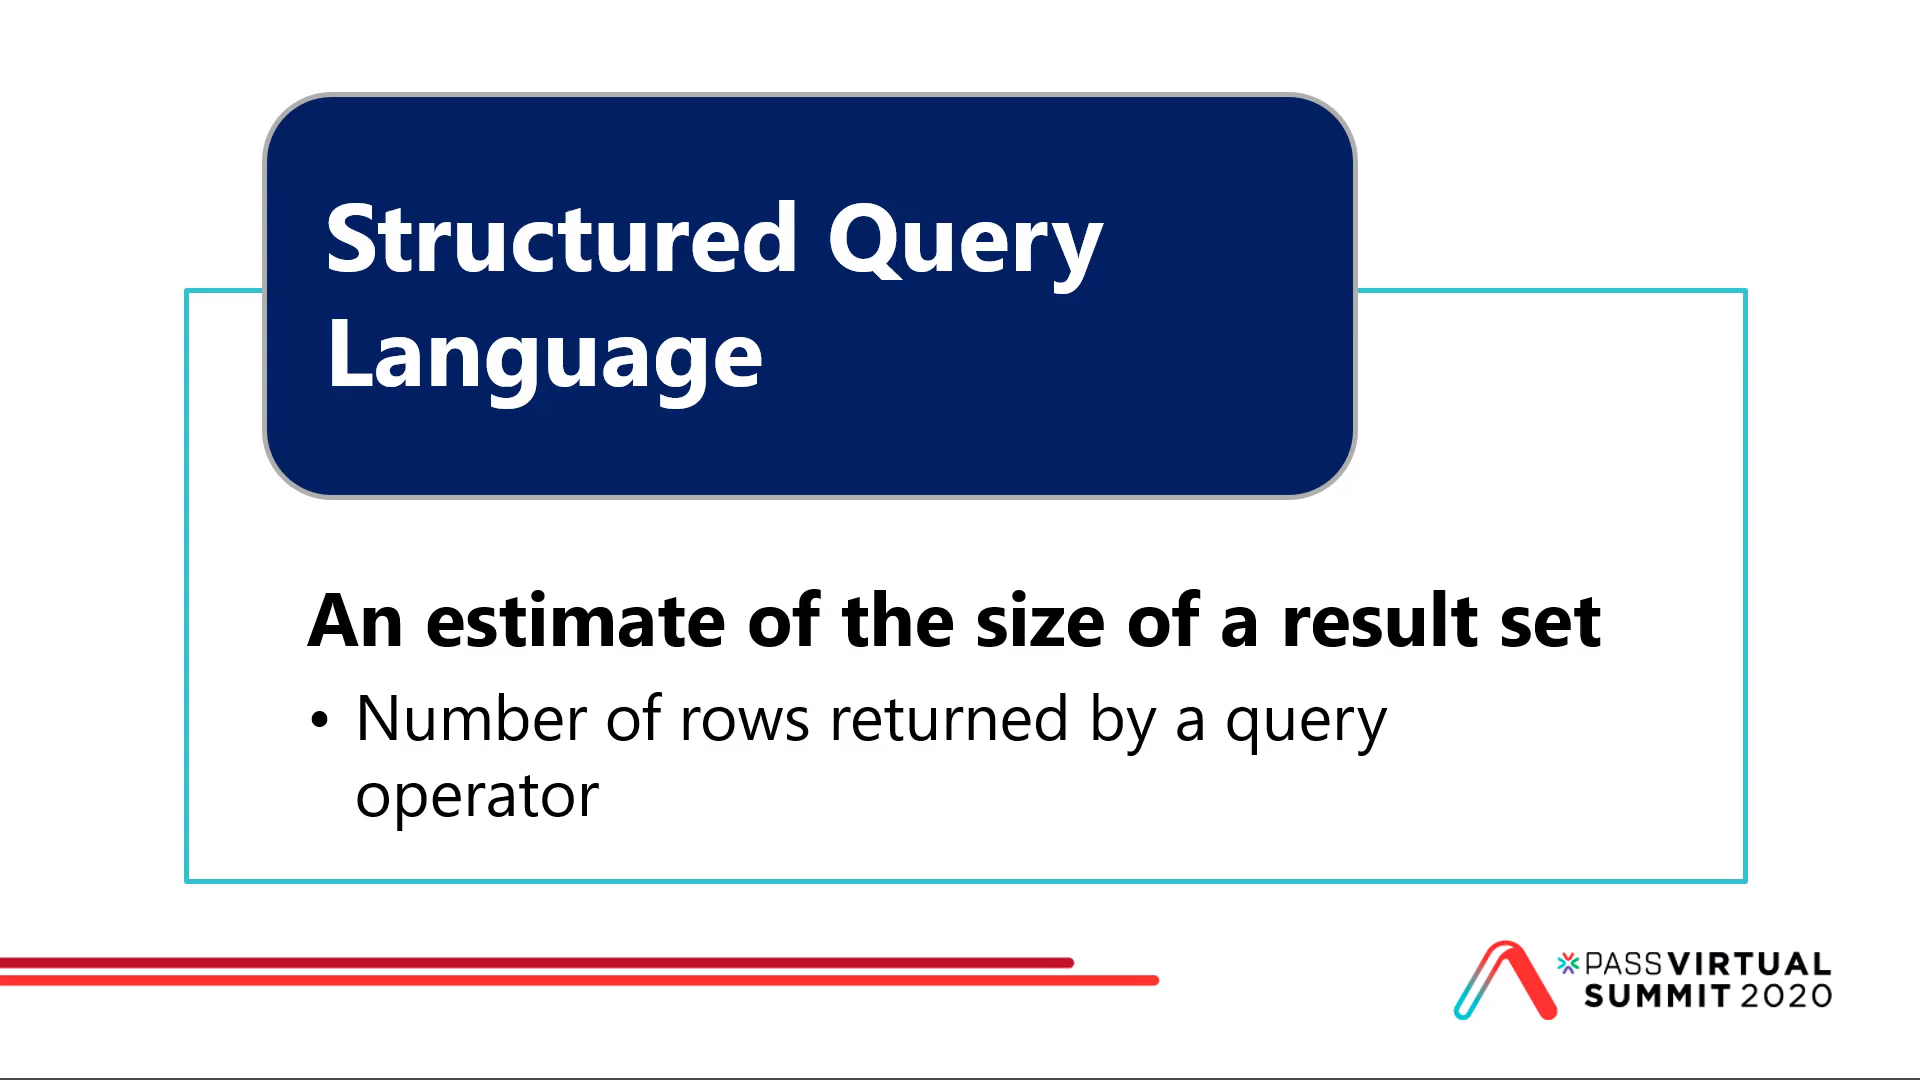 Structured Query
Language
An estimate of the size of a result set
• Number of rows returned by a query
operator
PASS VIRTUAL
SUMMIT 2020